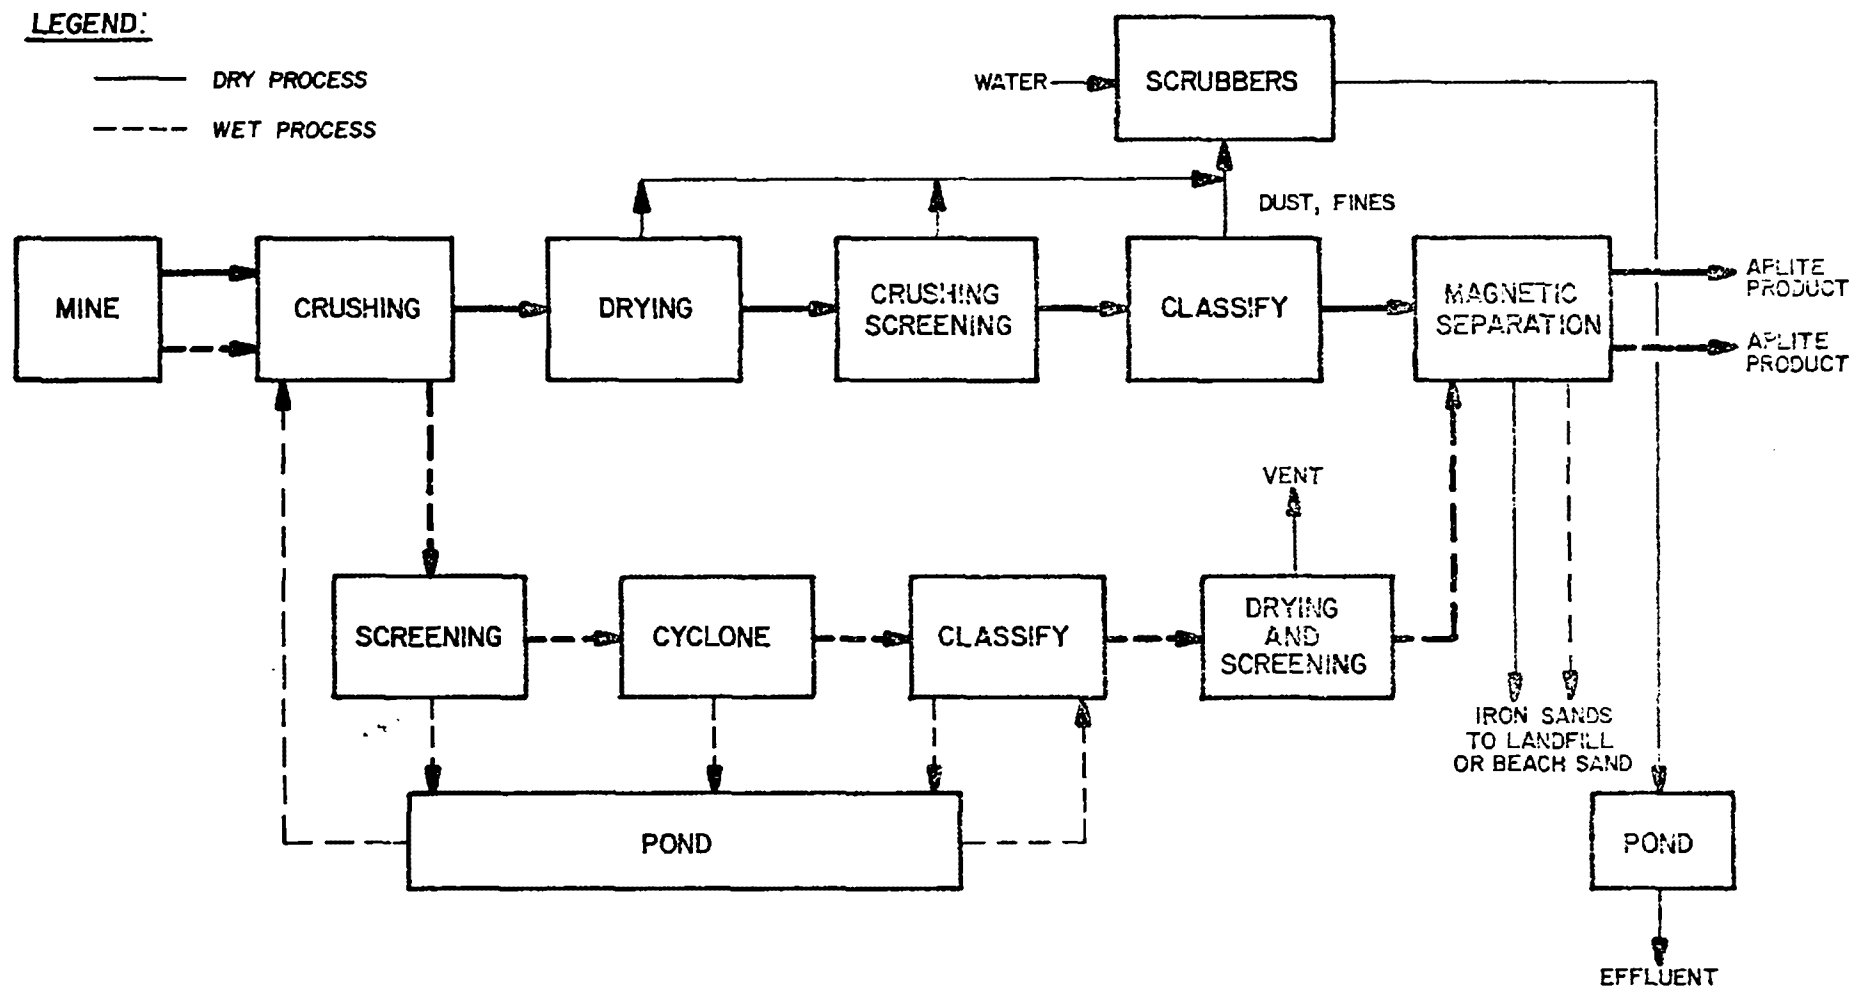 LEGEND:
DRY PROCESS
WET PROCESS
WATER
SCRUBBERS
DUST, FINES
MINE
CRUSHING
DRYING
CRUSHING
SCREENING
CLASSIFY
MAGNETIC
SEPARATION
APLITE
PRODUCT
APLITE
PRODUCT
VENT
SCREENING
CYCLONE
CLASSIFY
DRYING
AND
SCREENING
IRON SANDS
TO LANDFILL
OR BEACH SAND
POND
POND
EFFLUENT